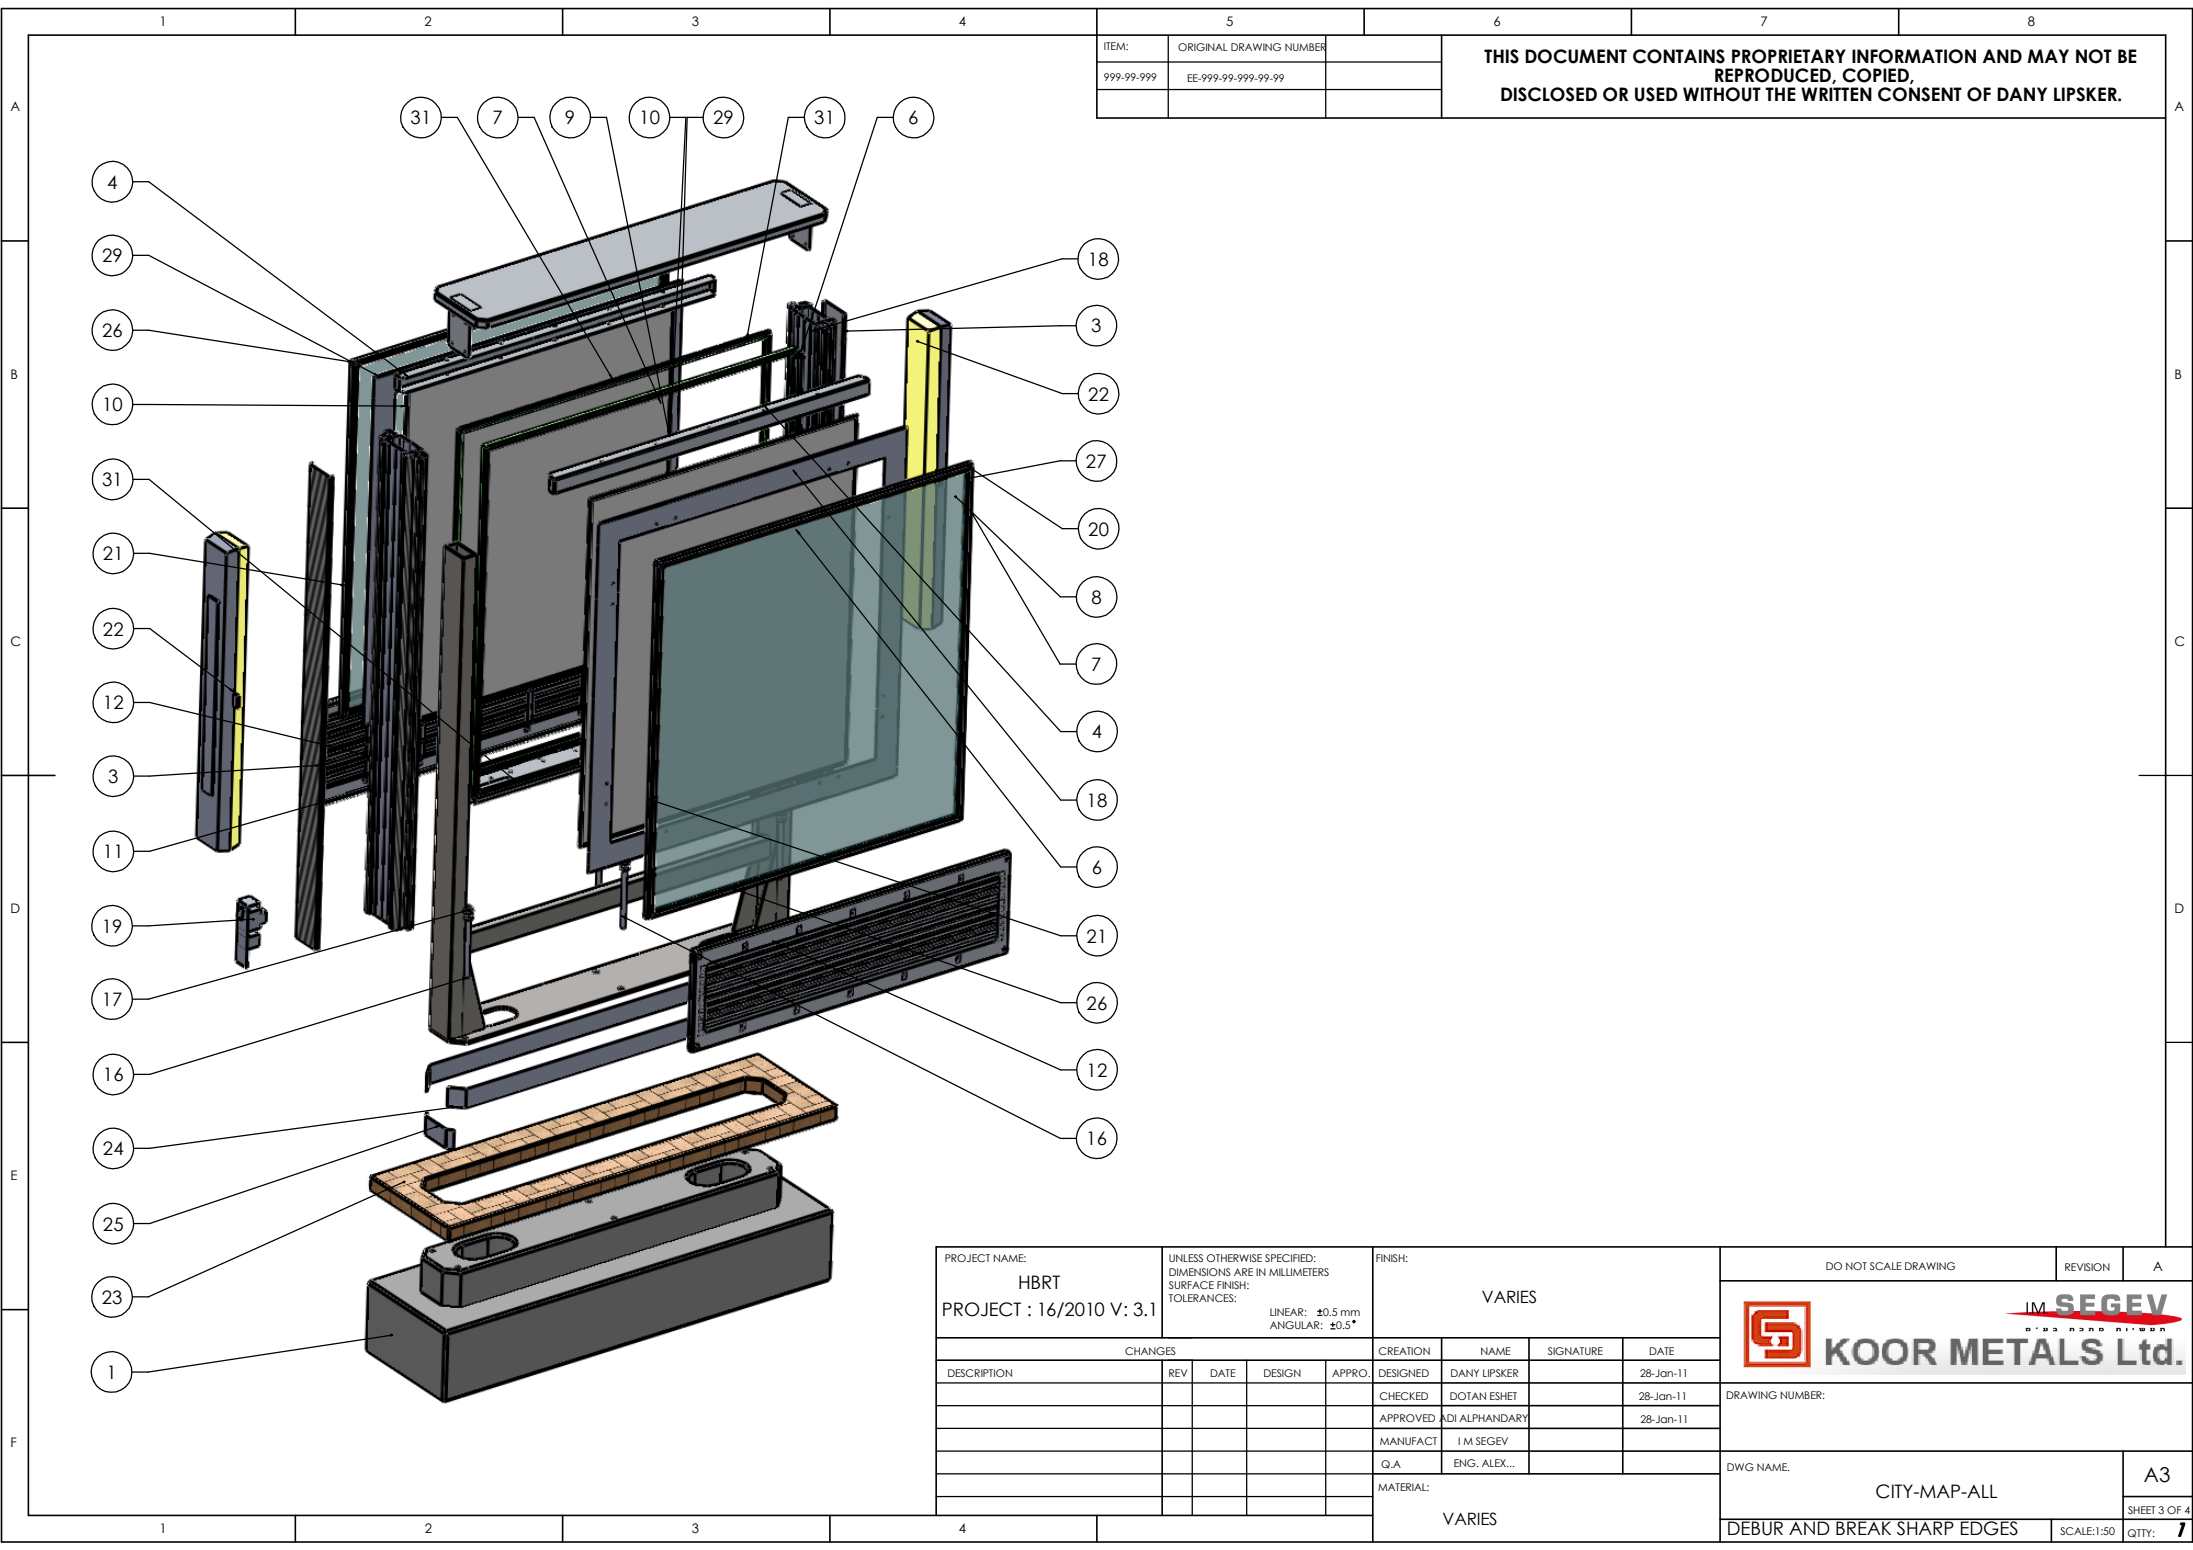 1 2 3 4 5 6 7 8
A
B
C
D
E
F
A
B
C
D
ITEM: ORIGINAL DRAWING NUMBER
999-99-999 EE-999-99-999-99-99
THIS DOCUMENT CONTAINS PROPRIETARY INFORMATION AND MAY NOT BE
REPRODUCED, COPIED,
DISCLOSED OR USED WITHOUT THE WRITTEN CONSENT OF DANY LIPSKER.
31 7 9 10 29 31 6
4
29
26
10
31
21
22
12
3
11
19
17
16
24
25
23
1
18
3
22
27
20
8
7
4
18
6
21
26
12
16
PROJECT NAME:
HBRT
PROJECT : 16/2010 V: 3.1
UNLESS OTHERWISE SPECIFIED:
DIMENSIONS ARE IN MILLIMETERS
SURFACE FINISH:
TOLERANCES:
LINEAR: ±0.5 mm
ANGULAR: ±0.5°
FINISH:
VARIES
DO NOT SCALE DRAWING
REVISION A
CHANGES
DESCRIPTION REV DATE DESIGN APPRO.
CREATION NAME SIGNATURE DATE
DESIGNED DANY LIPSKER 28-Jan-11
CHECKED DOTAN ESHET 28-Jan-11
APPROVED ADI ALPHANDARY 28-Jan-11
MANUFACT I M SEGEV
Q.A ENG. ALEX...
MATERIAL:
VARIES
IM SEGEV
תעשיות מתכת בע"מ
KOOR METALS Ltd.
DRAWING NUMBER:
DWG NAME.
CITY-MAP-ALL
A3
SHEET 3 OF 4
DEBUR AND BREAK SHARP EDGES
SCALE:1:50
QTTY: 1
1 2 3 4